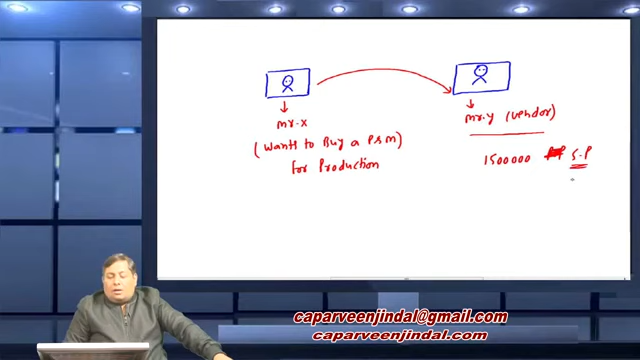 mr.x
(Wants to Buy a P&M)
for Production
mr.y (Vendor)
1500000 S.P
caparveenjindal@gmail.com
caparveenjindal.com